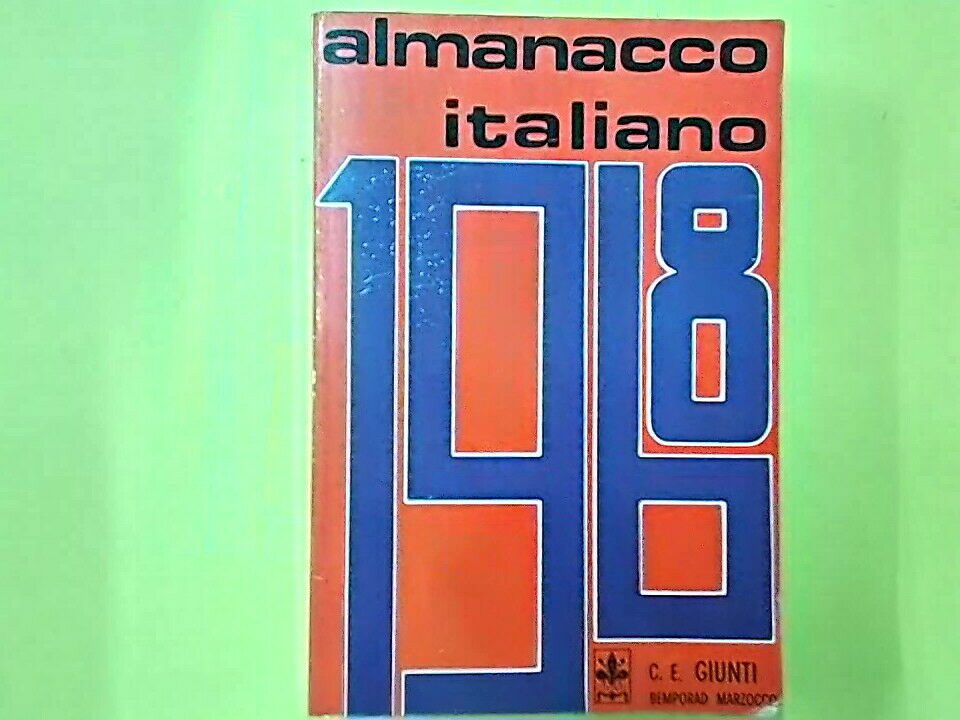 almanacco
italiano
1968
C. E. GIUNTI
BEMPORAD MARZOCCO